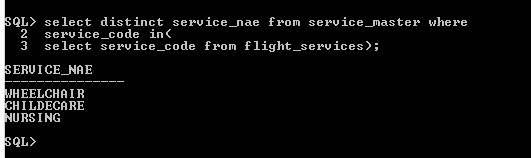 SQL> select distinct service_nae from service_master where
2 service_code in(
3 select service_code from flight_services);
SERVICE_NAE
---------------
WHEELCHAIR
CHILDECARE
NURSING
SQL>